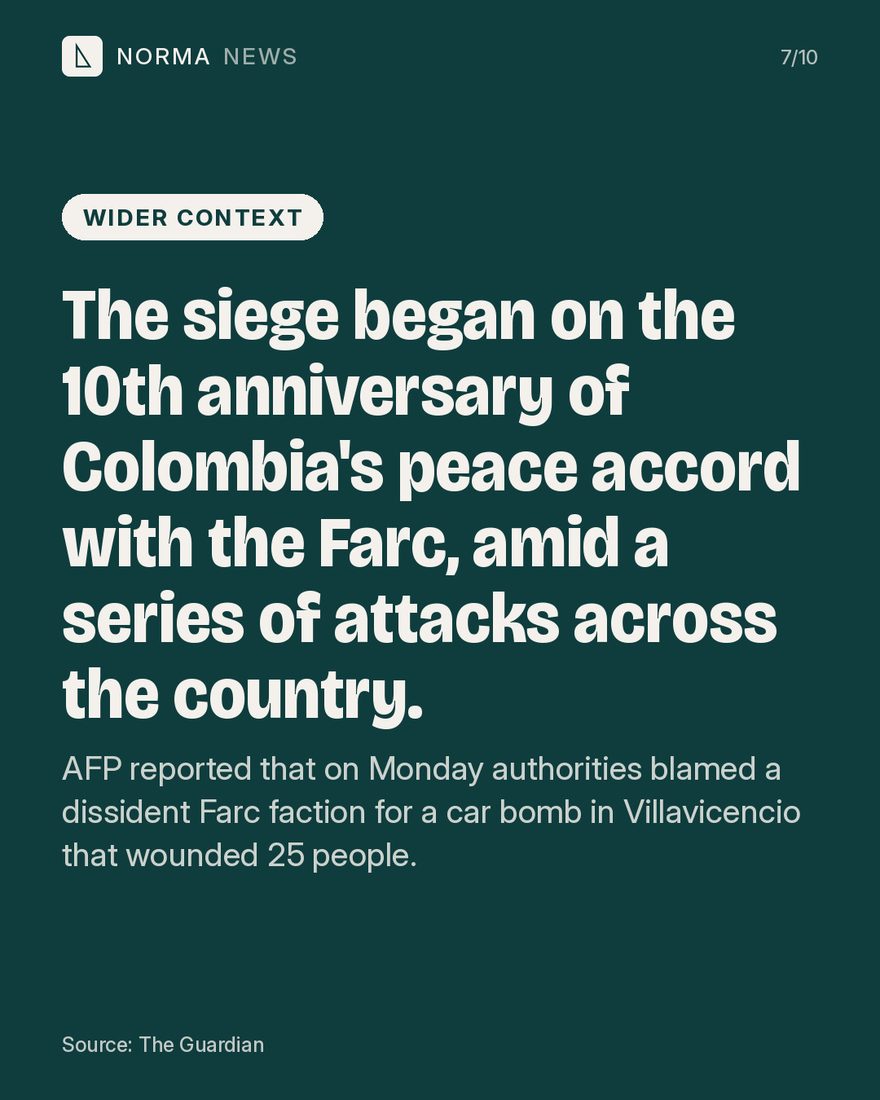 NORMA NEWS
7/10
WIDER CONTEXT
The siege began on the
10th anniversary of
Colombia's peace accord
with the Farc, amid a
series of attacks across
the country.
AFP reported that on Monday authorities blamed a
dissident Farc faction for a car bomb in Villavicencio
that wounded 25 people.
Source: The Guardian